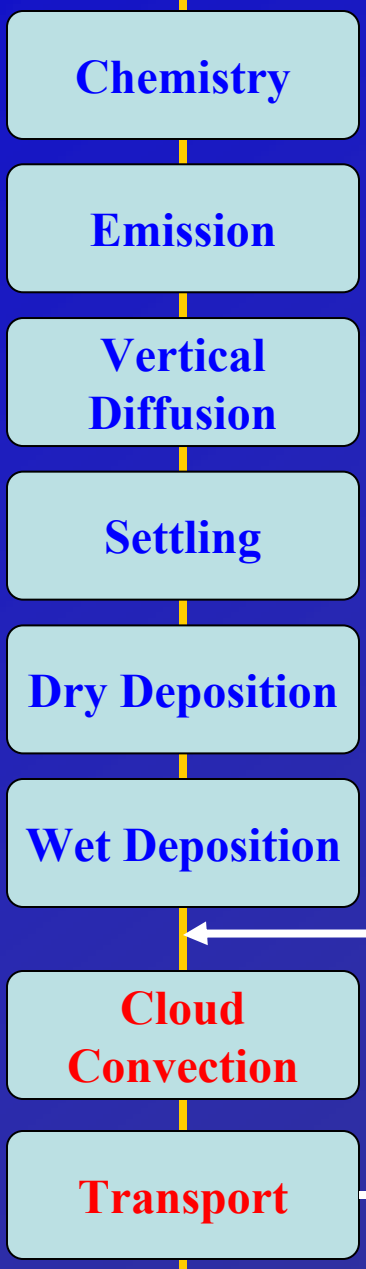 Chemistry
Emission
Vertical
Diffusion
Settling
Dry Deposition
Wet Deposition
Cloud
Convection
Transport